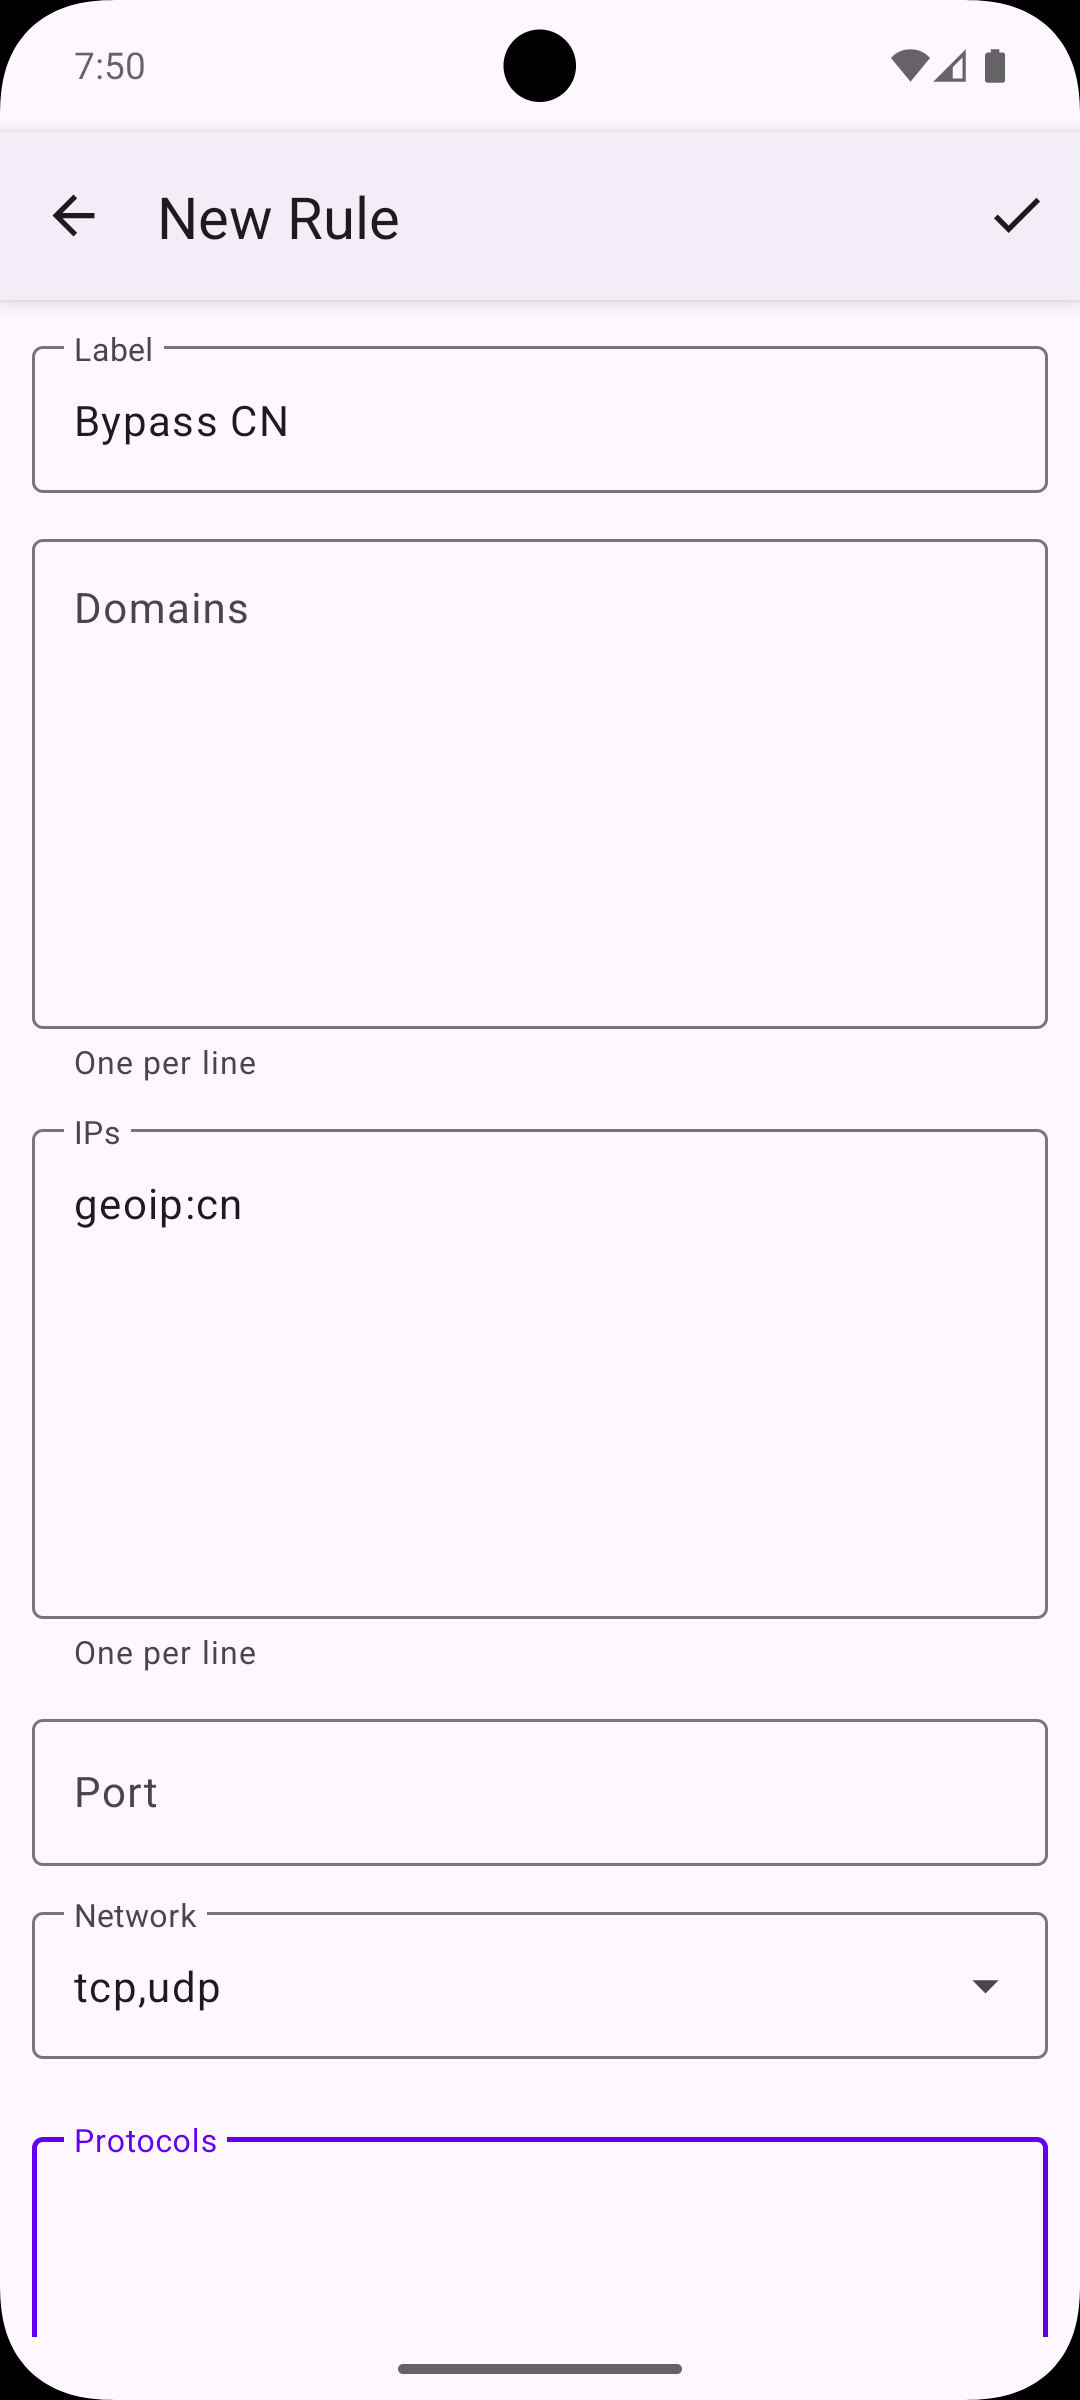 7:50
New Rule
Label
Bypass CN
Domains
One per line
IPs
geoip:cn
One per line
Port
Network
tcp,udp
Protocols